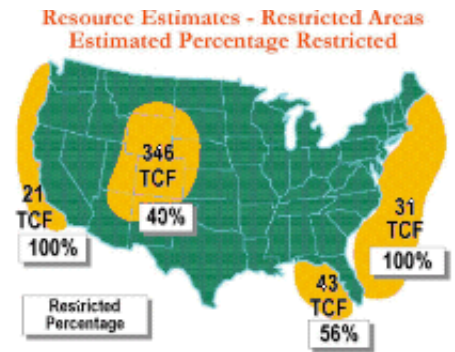 Resource Estimates - Restricted Areas
Estimated Percentage Restricted
346
TCF
40%
21
TCF
100%
31
TCF
100%
43
TCF
56%
Restricted
Percentage